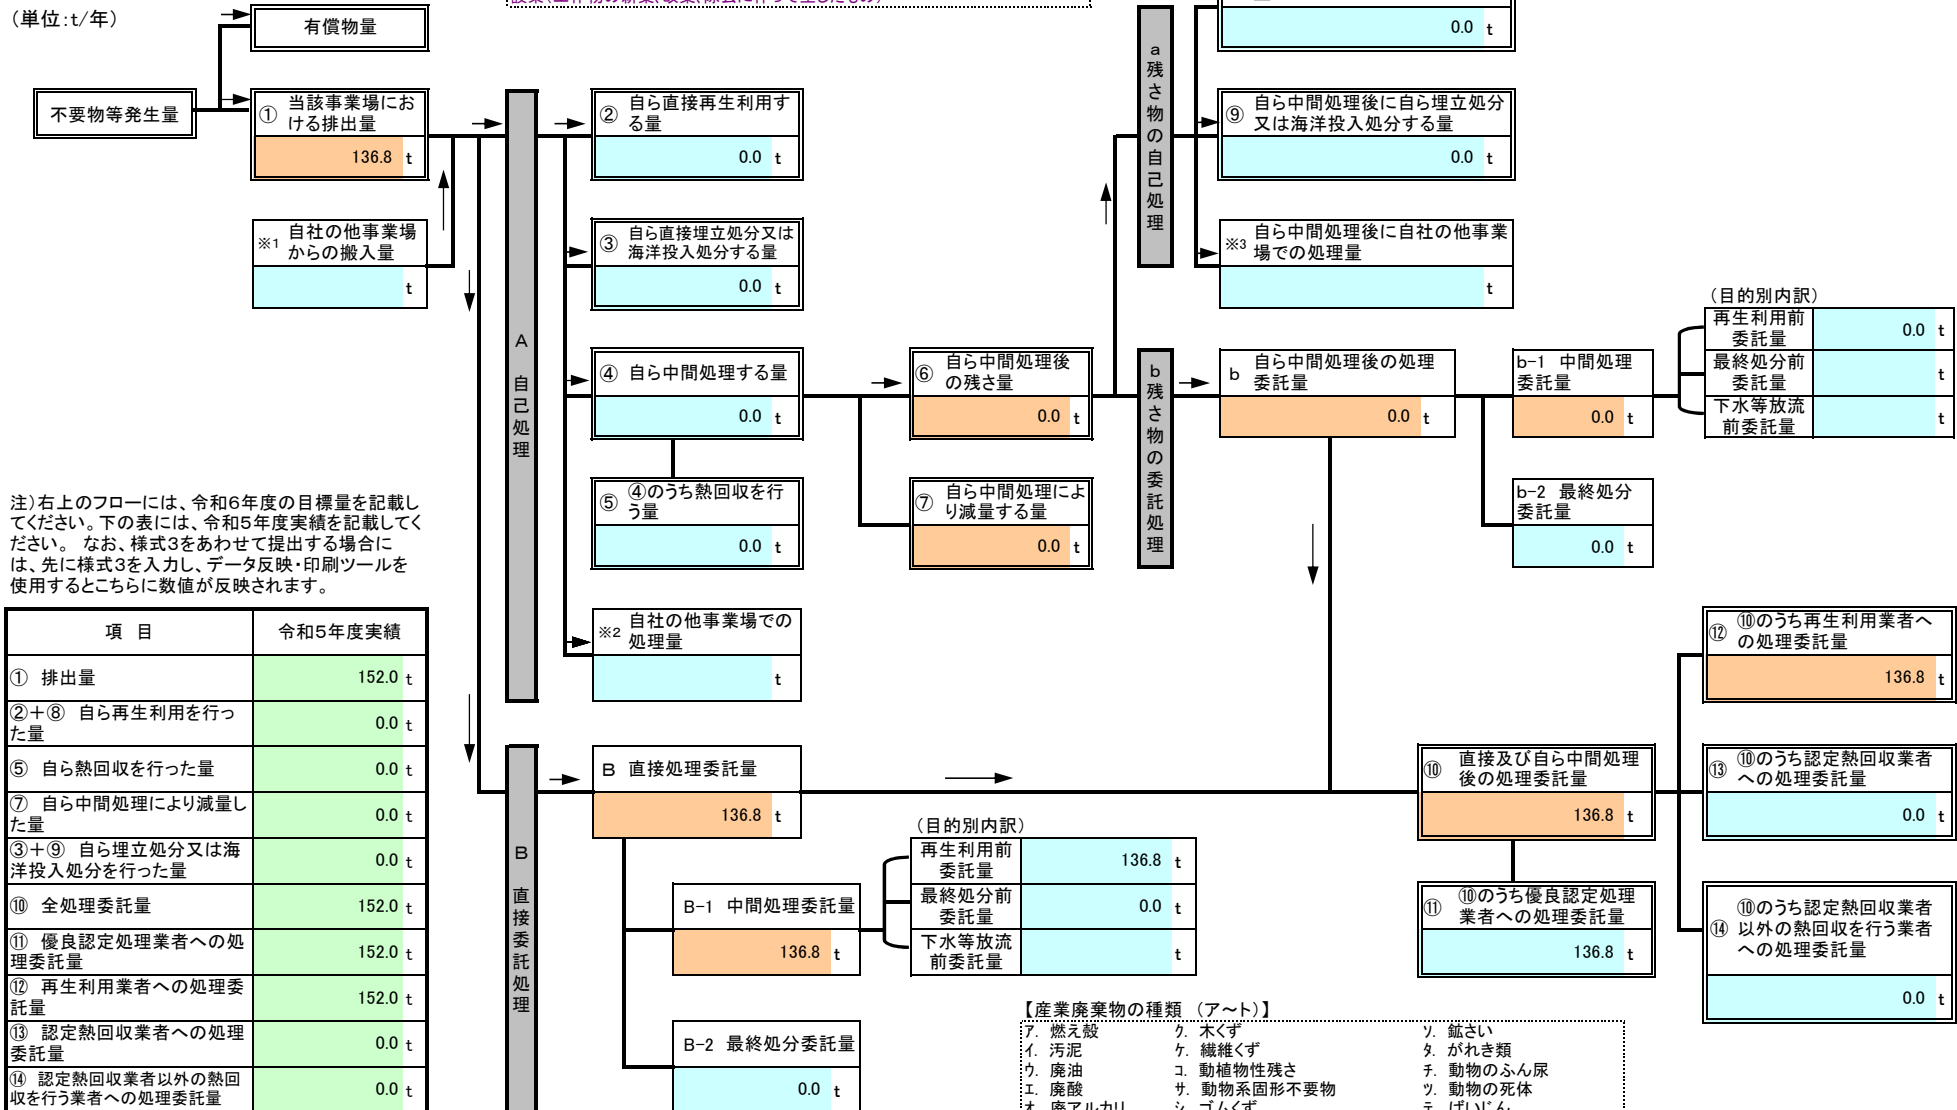 （単位：t/年）
有償物量
不要物等発生量
① 当該事業場にお
ける排出量
136.8 t
※1 自社の他事業場
からの搬入量
t
A 自己処理
② 自ら直接再生利用す
る量
0.0 t
③ 自ら直接埋立処分又は
海洋投入処分する量
0.0 t
④ 自ら中間処理する量
0.0 t
⑤ ④のうち熱回収を行
う量
0.0 t
※2 自社の他事業場での
処理量
t
⑥ 自ら中間処理後
の残さ量
0.0 t
⑦ 自ら中間処理によ
り減量する量
0.0 t
a 残さ物の自己処理
0.0 t
⑨ 自ら中間処理後に自ら埋立処分
又は海洋投入処分する量
0.0 t
※3 自ら中間処理後に自社の他事業
場での処理量
t
b 残さ物の委託処理
b 自ら中間処理後の処理
委託量
0.0 t
b-1 中間処理
委託量
0.0 t
b-2 最終処分
委託量
0.0 t
（目的別内訳）
再生利用前
委託量
0.0 t
最終処分前
委託量
t
下水等放流
前委託量
t
注）右上のフローには、令和6年度の目標量を記載し
てください。下の表には、令和5年度実績を記載してく
ださい。 なお、様式3をあわせて提出する場合に
は、先に様式3を入力し、データ反映・印刷ツールを
使用するとこちらに数値が反映されます。
項 目 令和5年度実績
① 排出量 152.0 t
②＋⑧ 自ら再生利用を行っ
た量 0.0 t
⑤ 自ら熱回収を行った量 0.0 t
⑦ 自ら中間処理により減量し
た量 0.0 t
③＋⑨ 自ら埋立処分又は海
洋投入処分を行った量 0.0 t
⑩ 全処理委託量 152.0 t
⑪ 優良認定処理業者への処
理委託量 152.0 t
⑫ 再生利用業者への処理委
託量 152.0 t
⑬ 認定熱回収業者への処理
委託量 0.0 t
⑭ 認定熱回収業者以外の熱回
収を行う業者への処理委託量 0.0 t
B 直接委託処理
B 直接処理委託量
136.8 t
B-1 中間処理委託量
136.8 t
B-2 最終処分委託量
0.0 t
（目的別内訳）
再生利用前
委託量
136.8 t
最終処分前
委託量
0.0 t
下水等放流
前委託量
t
⑩ 直接及び自ら中間処理
後の処理委託量
136.8 t
⑪ ⑩のうち優良認定処理
業者への処理委託量
136.8 t
⑫ ⑩のうち再生利用業者へ
の処理委託量
136.8 t
⑬ ⑩のうち認定熱回収業者
への処理委託量
0.0 t
⑭ ⑩のうち認定熱回収業者
以外の熱回収を行う業者
への処理委託量
0.0 t
【産業廃棄物の種類 （ア～ト）】
ア. 燃え殻 ク. 木くず ソ. 鉱さい
イ. 汚泥 ケ. 繊維くず タ. がれき類
ウ. 廃油 コ. 動植物性残さ チ. 動物のふん尿
エ. 廃酸 サ. 動物系固形不要物 ツ. 動物の死体
オ. 廃アルカリ シ. ゴムくず テ. ばいじん